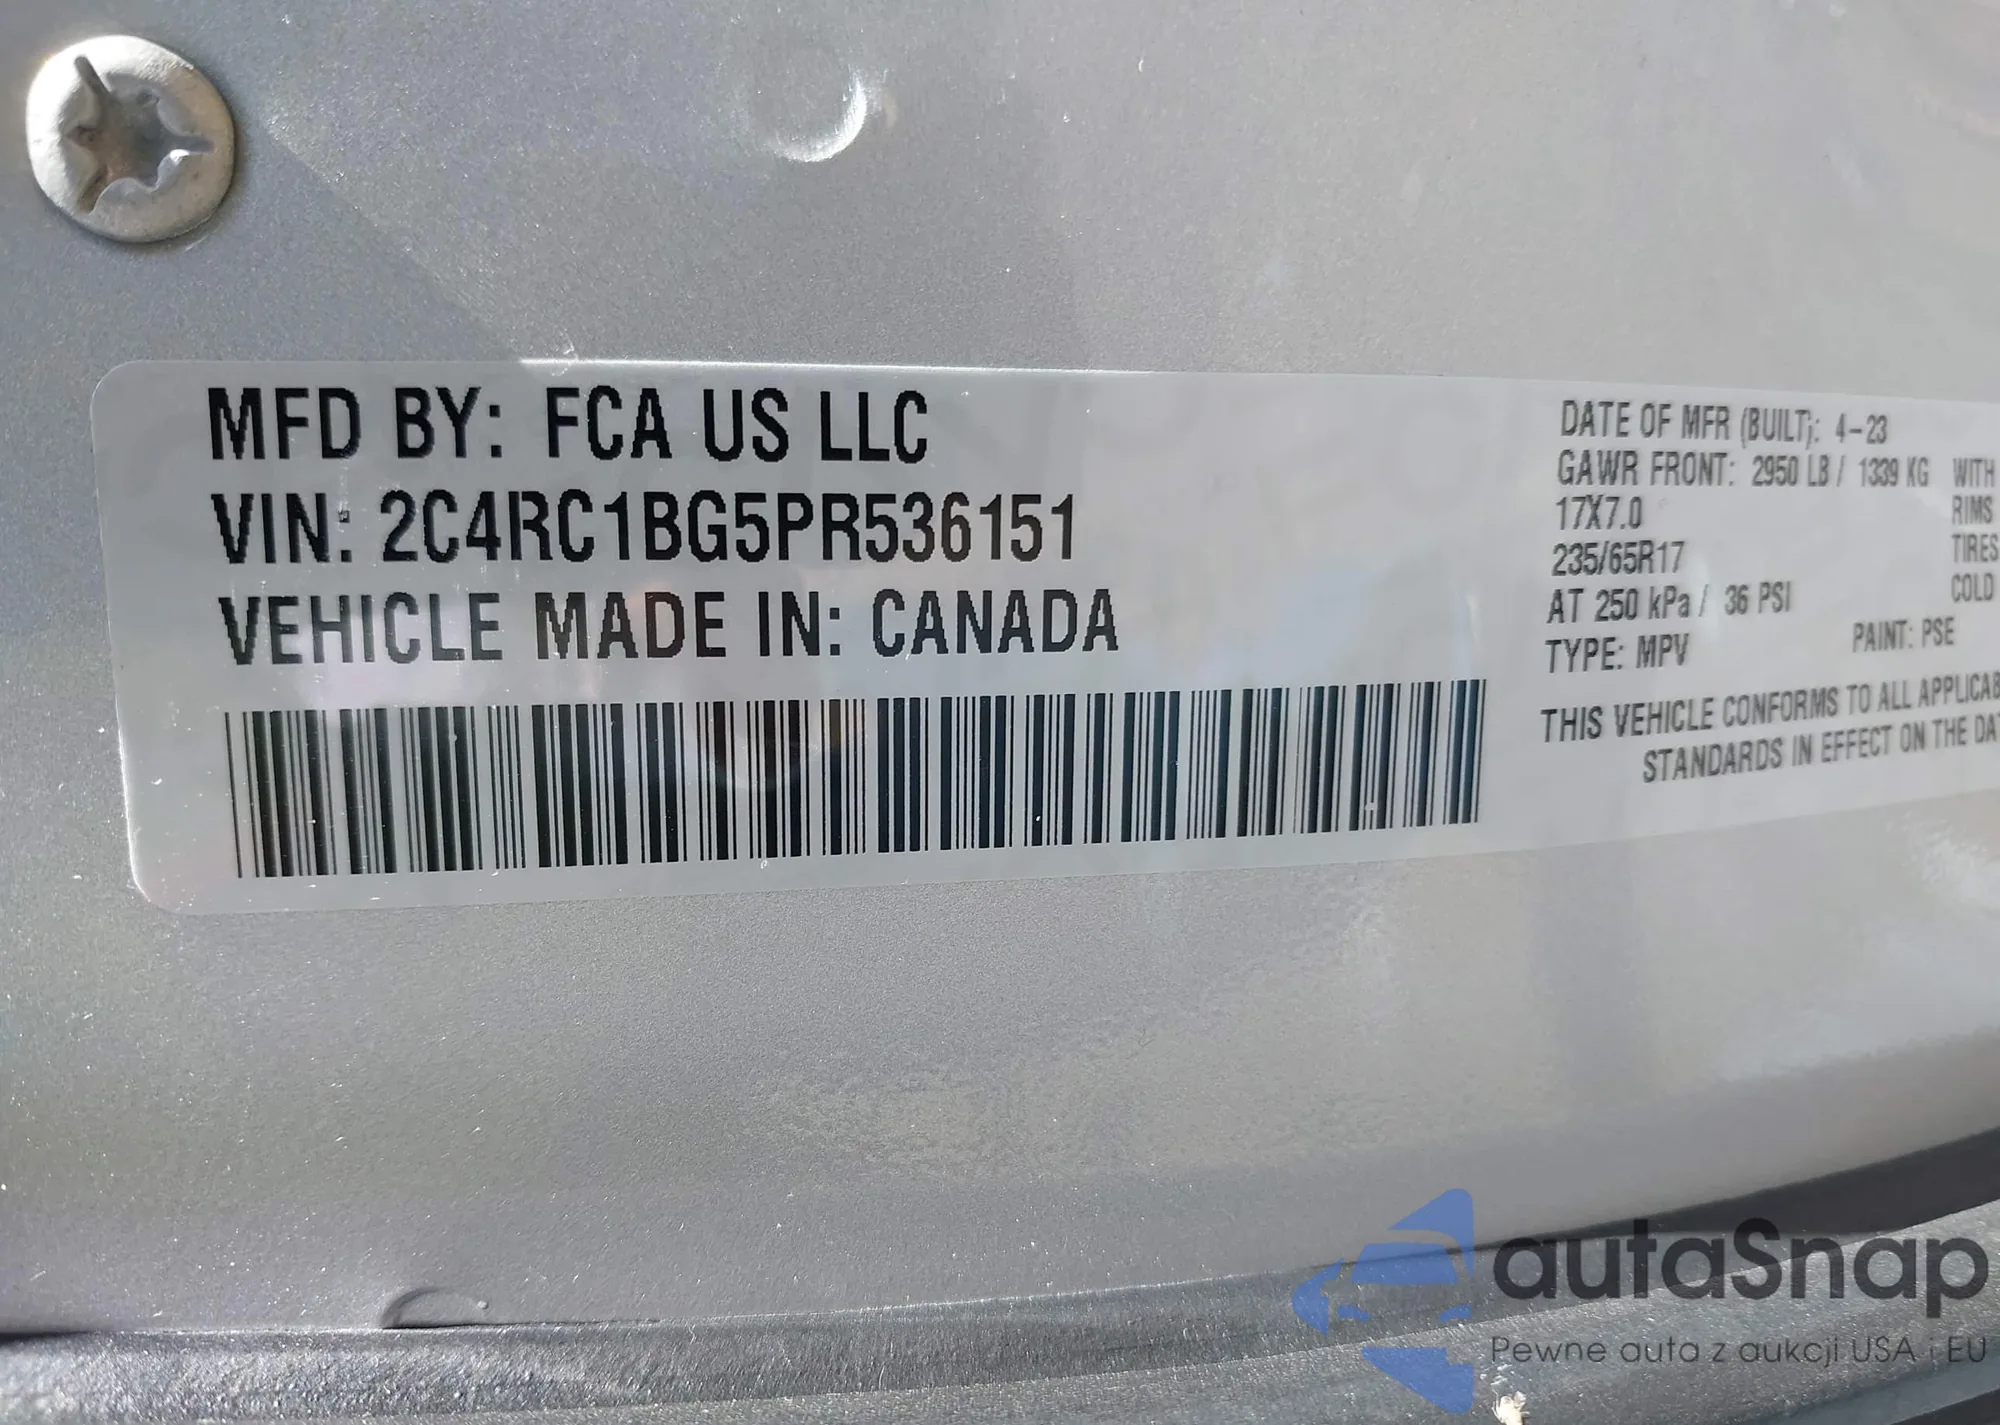 MFD BY: FCA US LLC
VIN: 2C4RC1BG5PR536151
VEHICLE MADE IN: CANADA
DATE OF MFR (BUILT): 4-23
GAWR FRONT: 2950 LB / 1339 KG WITH
17X7.0 RIMS
235/65R17 TIRES
AT 250 kPa / 36 PSI COLD
TYPE: MPV PAINT: PSE
THIS VEHICLE CONFORMS TO ALL APPLICAB
STANDARDS IN EFFECT ON THE DAT
autaSnap
Pewne auta z aukcji USA i EU